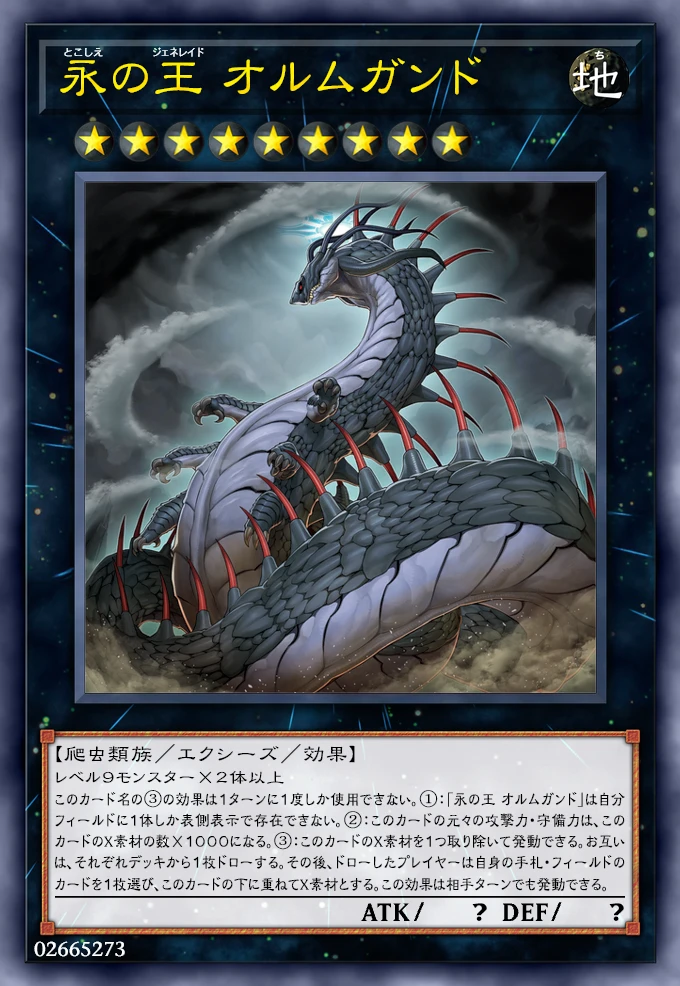 とこしえ ジェネレイド
永の王 オルムガンド
ち
地
【爬虫類族／エクシーズ／効果】
レベル9モンスター×2体以上
このカード名の③の効果は1ターンに1度しか使用できない。①：「永の王 オルムガンド」は自分
フィールドに1体しか表側表示で存在できない。②：このカードの元々の攻撃力・守備力は、この
カードのX素材の数×1000になる。③：このカードのX素材を1つ取り除いて発動できる。お互い
は、それぞれデッキから1枚ドローする。その後、ドローしたプレイヤーは自身の手札・フィールドの
カードを1枚選び、このカードの下に重ねてX素材とする。この効果は相手ターンでも発動できる。
ATK/ ? DEF/ ?
02665273